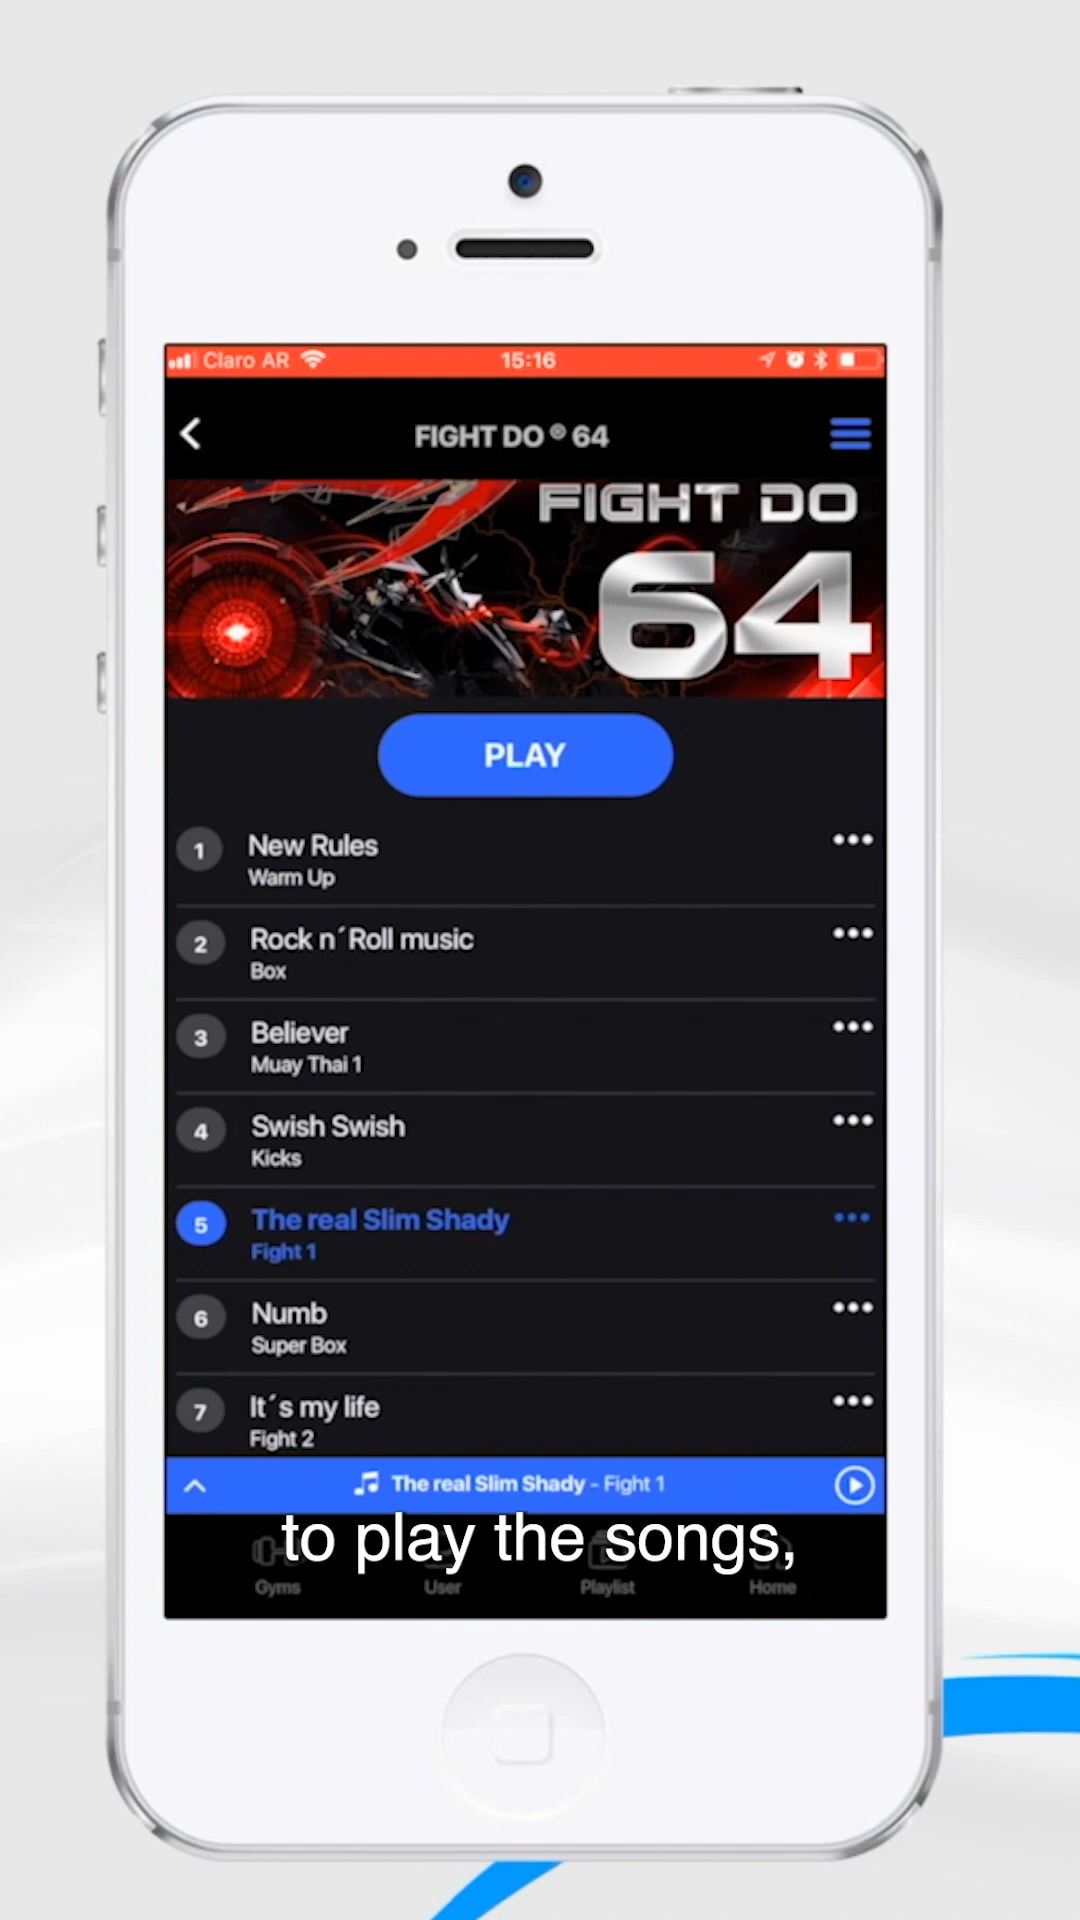 Claro AR
15:16
FIGHT DO ® 64
FIGHT DO
64
PLAY
1
New Rules
Warm Up
2
Rock n´Roll music
Box
3
Believer
Muay Thai 1
4
Swish Swish
Kicks
5
The real Slim Shady
Fight 1
6
Numb
Super Box
7
It´s my life
Fight 2
The real Slim Shady - Fight 1
to play the songs,
Gyms
User
Playlist
Home